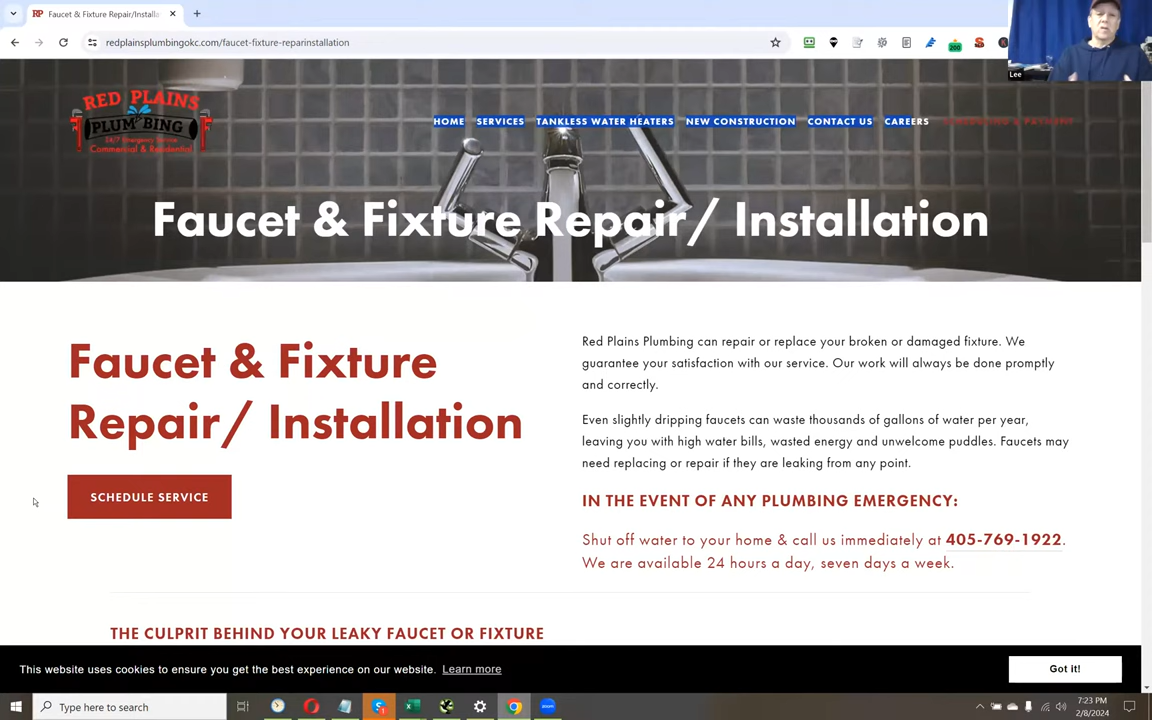 Faucet & Fixture Repair/Installa
redplainsplumbingokc.com/faucet-fixture-reparinstallation
200
Lee
RED PLAINS
PLUMBING
24/7 Emergency Service
Commercial & Residential
HOME SERVICES TANKLESS WATER HEATERS NEW CONSTRUCTION CONTACT US CAREERS SCHEDULING & PAYMENT
Faucet & Fixture Repair/ Installation
Faucet & Fixture
Repair/ Installation
SCHEDULE SERVICE
Red Plains Plumbing can repair or replace your broken or damaged fixture. We
guarantee your satisfaction with our service. Our work will always be done promptly
and correctly.
Even slightly dripping faucets can waste thousands of gallons of water per year,
leaving you with high water bills, wasted energy and unwelcome puddles. Faucets may
need replacing or repair if they are leaking from any point.
IN THE EVENT OF ANY PLUMBING EMERGENCY:
Shut off water to your home & call us immediately at 405-769-1922.
We are available 24 hours a day, seven days a week.
THE CULPRIT BEHIND YOUR LEAKY FAUCET OR FIXTURE
This website uses cookies to ensure you get the best experience on our website. Learn more
Got it!
Type here to search
7:23 PM
2/8/2024